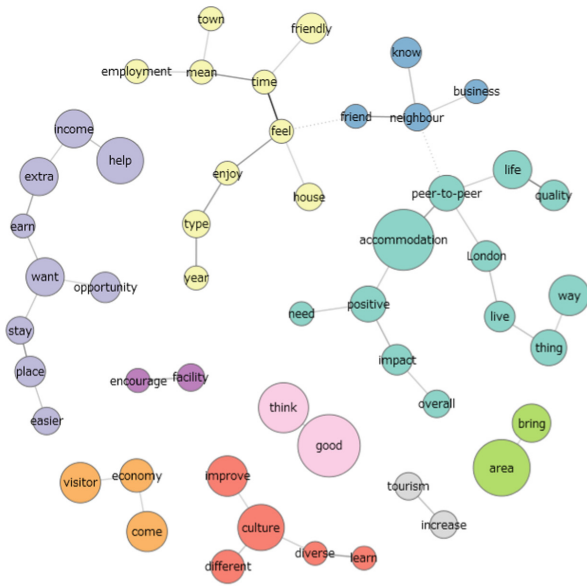 town
friendly
employment
mean
time
know
business
friend
neighbour
feel
income
help
extra
enjoy
house
peer-to-peer
life
quality
earn
type
accommodation
London
want
opportunity
year
need
positive
live
way
stay
place
thing
impact
easier
encourage
facility
overall
think
good
bring
area
visitor
economy
come
improve
culture
different
diverse
learn
tourism
increase